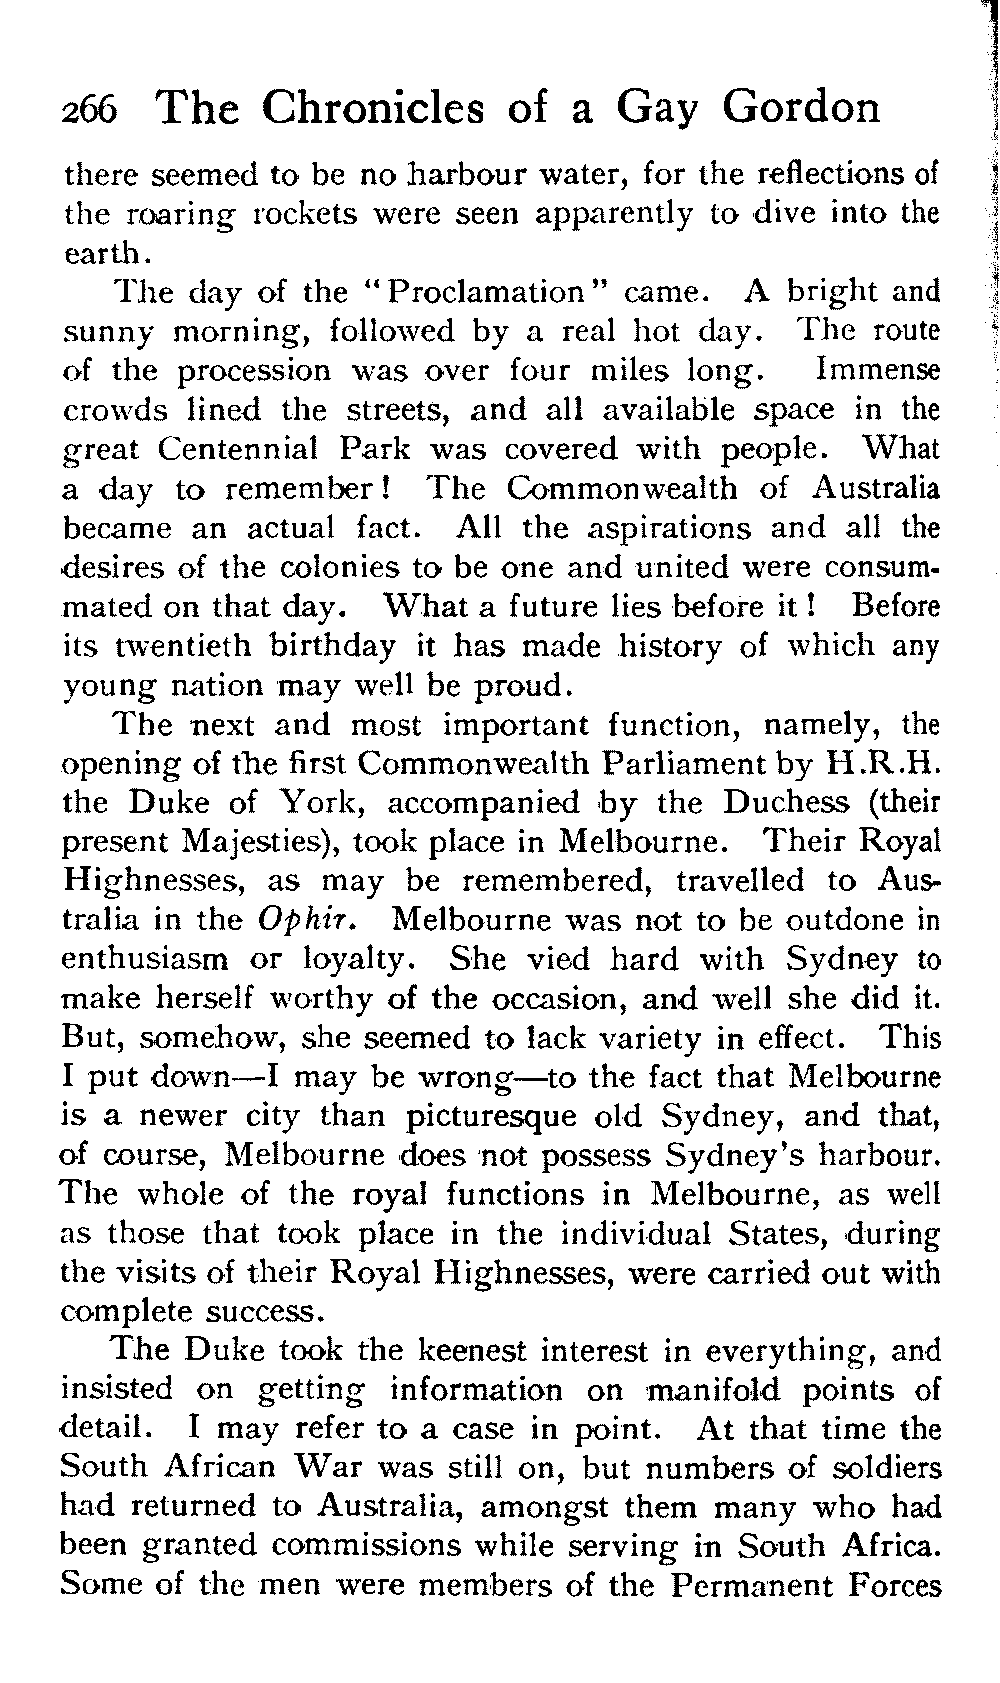 266 The Chronicles of a Gay Gordon
there seemed to be no harbour water, for the reflections of
the roaring rockets were seen apparently to dive into the
earth.
The day of the "Proclamation" came. A bright and
sunny morning, followed by a real hot day. The route
of the procession was over four miles long. Immense
crowds lined the streets, and all available space in the
great Centennial Park was covered with people. What
a day to remember! The Commonwealth of Australia
became an actual fact. All the aspirations and all the
desires of the colonies to be one and united were consum-
mated on that day. What a future lies before it! Before
its twentieth birthday it has made history of which any
young nation may well be proud.
The next and most important function, namely, the
opening of the first Commonwealth Parliament by H.R.H.
the Duke of York, accompanied by the Duchess (their
present Majesties), took place in Melbourne. Their Royal
Highnesses, as may be remembered, travelled to Aus-
tralia in the Ophir. Melbourne was not to be outdone in
enthusiasm or loyalty. She vied hard with Sydney to
make herself worthy of the occasion, and well she did it.
But, somehow, she seemed to lack variety in effect. This
I put down—I may be wrong—to the fact that Melbourne
is a newer city than picturesque old Sydney, and that,
of course, Melbourne does not possess Sydney's harbour.
The whole of the royal functions in Melbourne, as well
as those that took place in the individual States, during
the visits of their Royal Highnesses, were carried out with
complete success.
The Duke took the keenest interest in everything, and
insisted on getting information on manifold points of
detail. I may refer to a case in point. At that time the
South African War was still on, but numbers of soldiers
had returned to Australia, amongst them many who had
been granted commissions while serving in South Africa.
Some of the men were members of the Permanent Forces